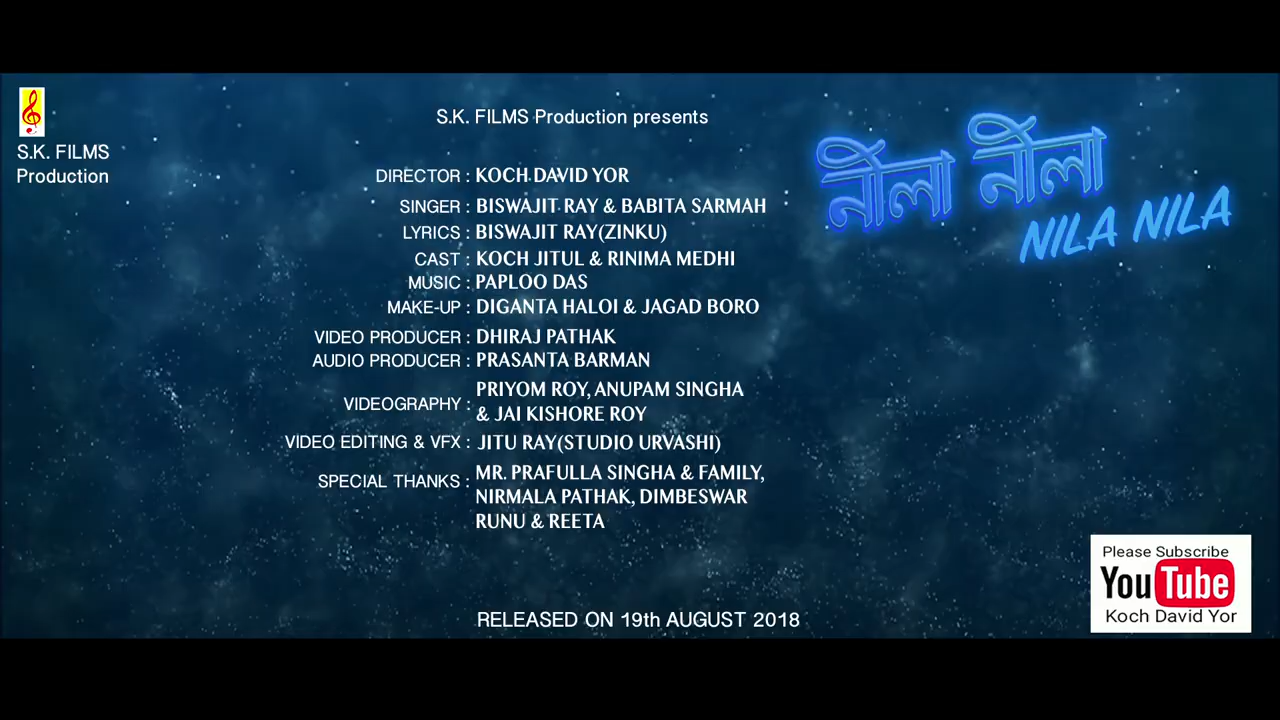 S.K. FILMS
Production
S.K. FILMS Production presents
নীলা নীলা
NILA NILA
DIRECTOR : KOCH DAVID YOR
SINGER : BISWAJIT RAY & BABITA SARMAH
LYRICS : BISWAJIT RAY(ZINKU)
CAST : KOCH JITUL & RINIMA MEDHI
MUSIC : PAPLOO DAS
MAKE-UP : DIGANTA HALOI & JAGAD BORO
VIDEO PRODUCER : DHIRAJ PATHAK
AUDIO PRODUCER : PRASANTA BARMAN
VIDEOGRAPHY : PRIYOM ROY, ANUPAM SINGHA
& JAI KISHORE ROY
VIDEO EDITING & VFX : JITU RAY(STUDIO URVASHI)
SPECIAL THANKS : MR. PRAFULLA SINGHA & FAMILY,
NIRMALA PATHAK, DIMBESWAR
RUNU & REETA
RELEASED ON 19th AUGUST 2018
Please Subscribe
YouTube
Koch David Yor